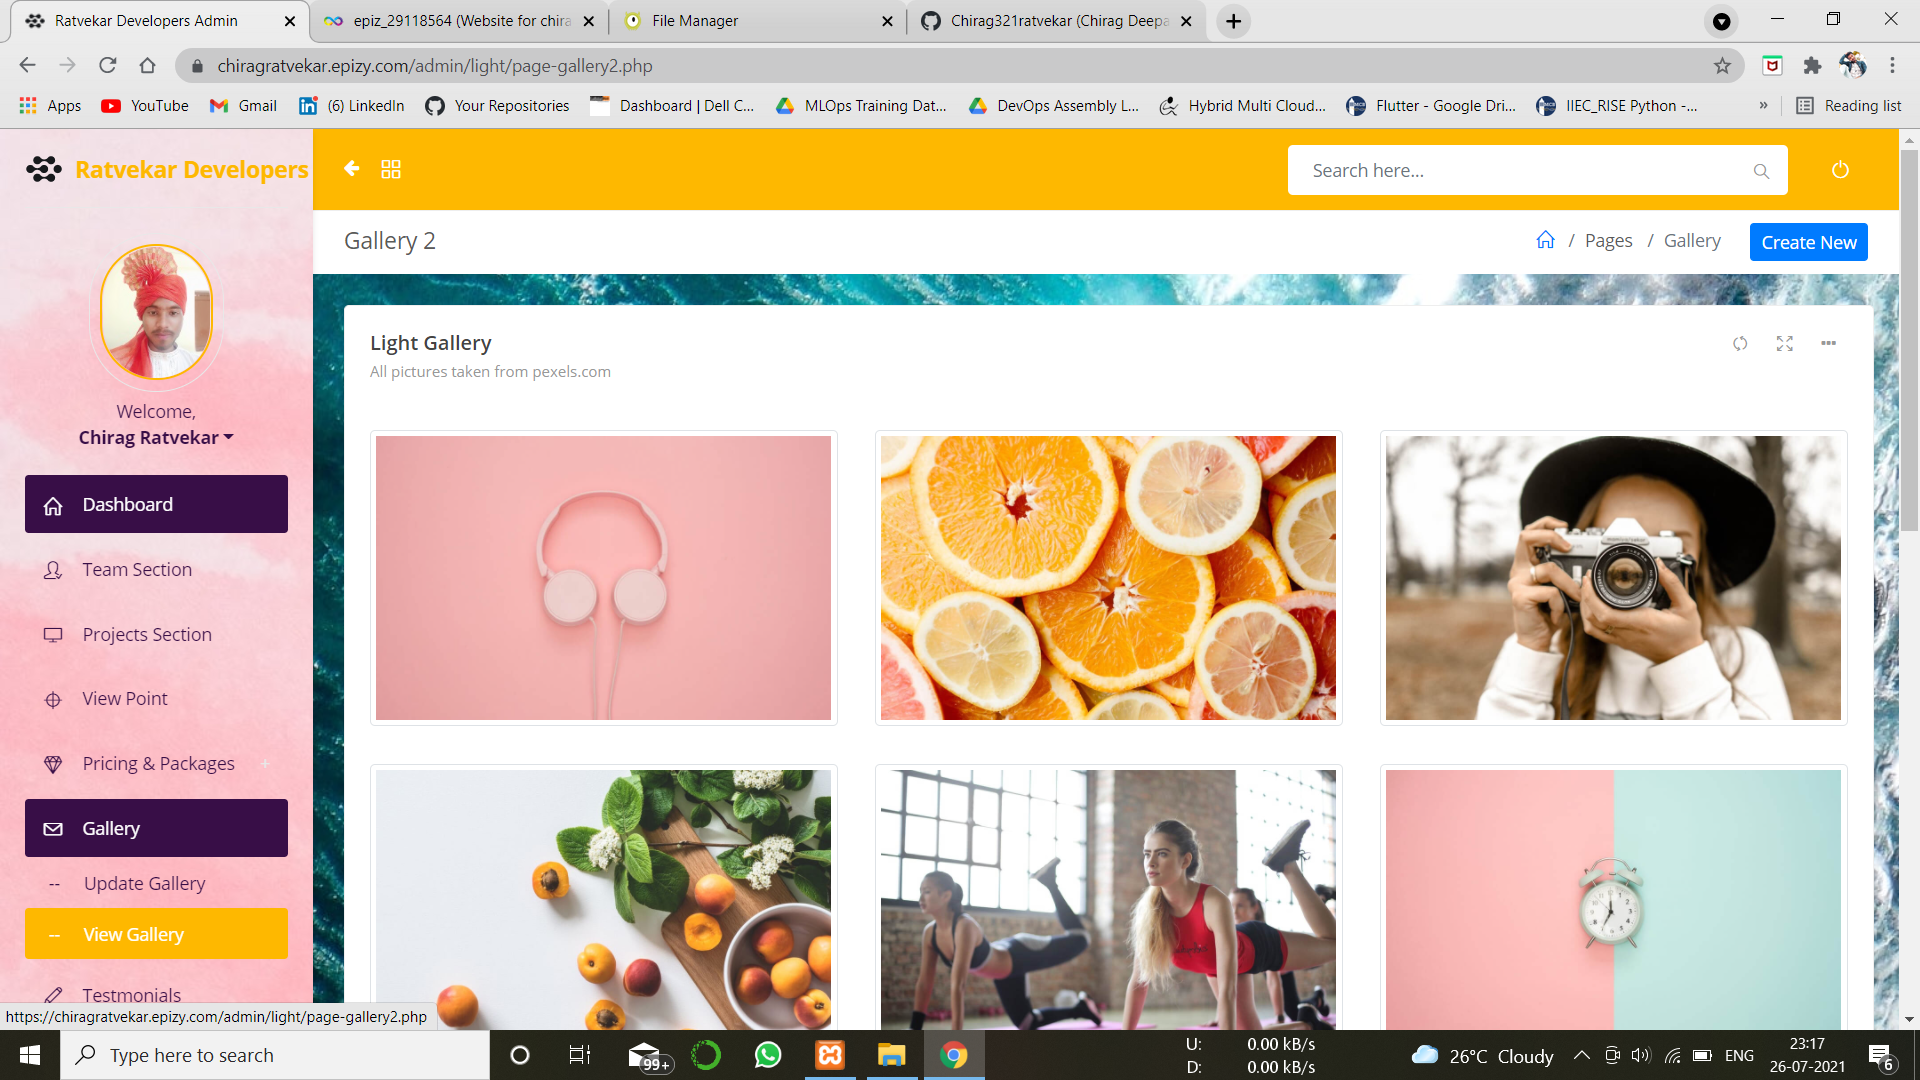 Ratvekar Developers Admin
epiz_29118564 (Website for chira
File Manager
Chirag321ratvekar (Chirag Deepa
chiragratvekar.epizy.com/admin/light/page-gallery2.php
Apps
YouTube
Gmail
(6) LinkedIn
Your Repositories
Dashboard | Dell C...
MLOps Training Dat...
DevOps Assembly L...
Hybrid Multi Cloud...
Flutter - Google Dri...
IIEC_RISE Python -...
»
Reading list
Ratvekar Developers
Search here...
Gallery 2
/ Pages / Gallery
Create New
Welcome,
Chirag Ratvekar
Dashboard
Team Section
Projects Section
View Point
Pricing & Packages +
Gallery
-- Update Gallery
-- View Gallery
Testmonials
Light Gallery
All pictures taken from pexels.com
https://chiragratvekar.epizy.com/admin/light/page-gallery2.php
Type here to search
99+
U: 0.00 kB/s
D: 0.00 kB/s
26°C Cloudy
ENG
23:17
26-07-2021
6